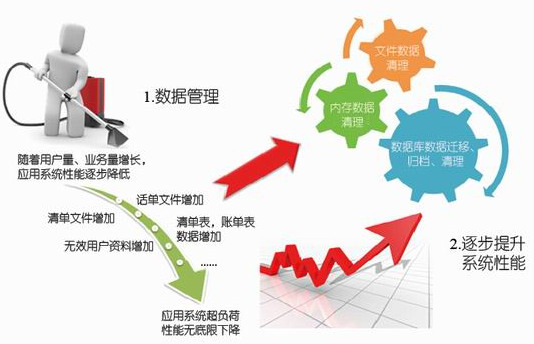 1.数据管理
随着用户量、业务量增长，
应用系统性能逐步降低
话单文件增加
清单文件增加
清单表，账单表
数据增加
无效用户资料增加
......
应用系统超负荷
性能无底限下降
文件数据
清理
内存数据
清理
数据库数据迁移、
归档、清理
2.逐步提升
系统性能